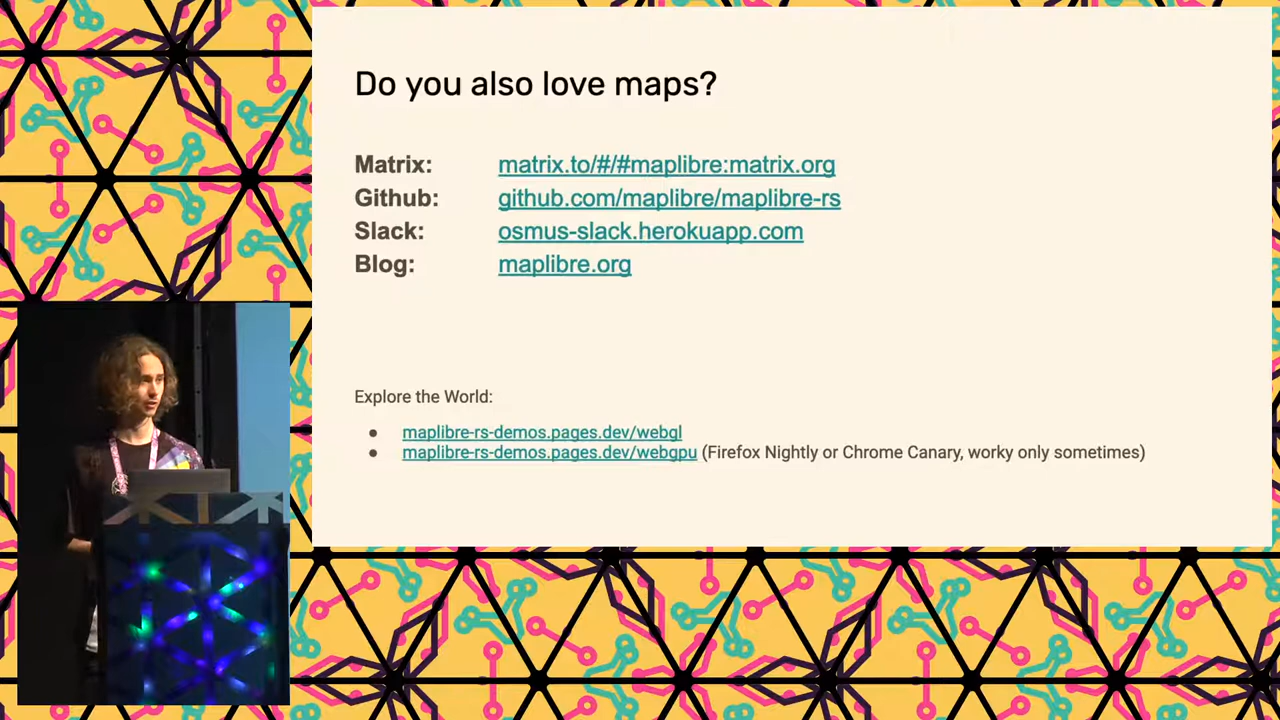 Do you also love maps?
Matrix: matrix.to/#/#maplibre:matrix.org
Github: github.com/maplibre/maplibre-rs
Slack: osmus-slack.herokuapp.com
Blog: maplibre.org
Explore the World:
● maplibre-rs-demos.pages.dev/webgl
● maplibre-rs-demos.pages.dev/webgpu (Firefox Nightly or Chrome Canary, worky only sometimes)